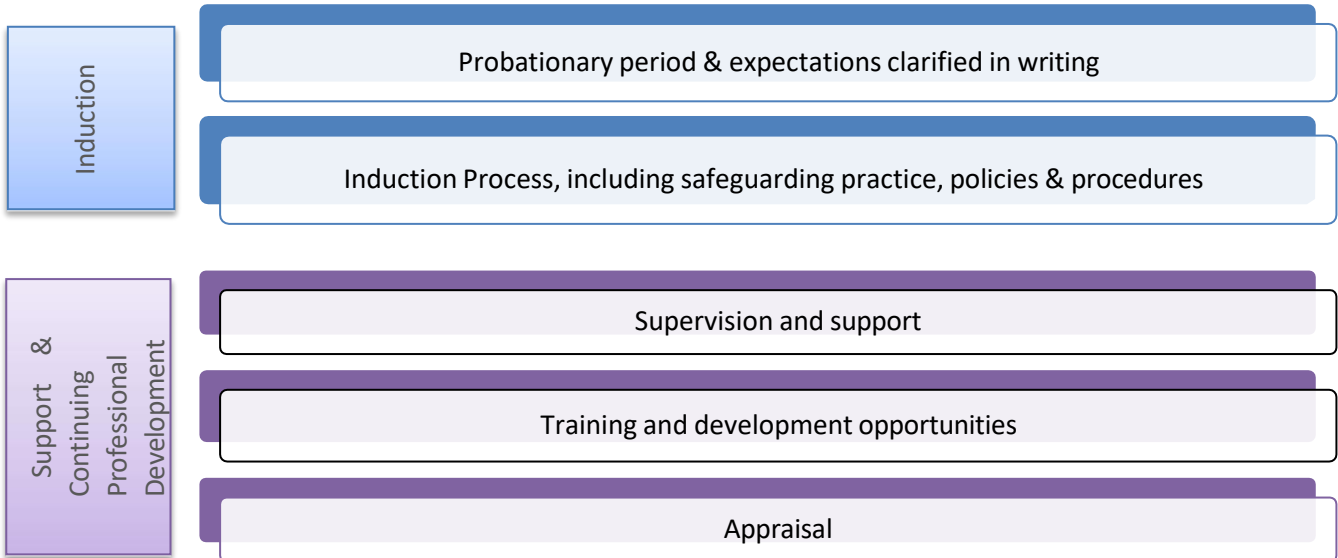 Induction
Probationary period & expectations clarified in writing
Induction Process, including safeguarding practice, policies & procedures
Support &
Continuing
Professional
Development
Supervision and support
Training and development opportunities
Appraisal